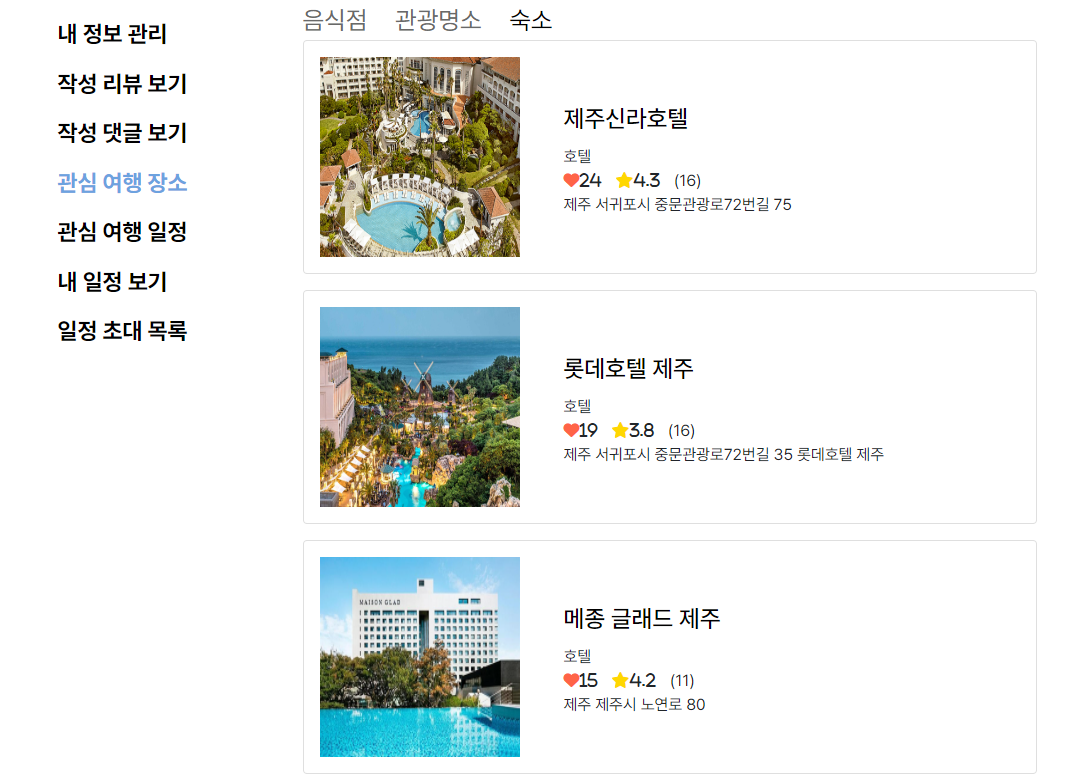 내 정보 관리
작성 리뷰 보기
작성 댓글 보기
관심 여행 장소
관심 여행 일정
내 일정 보기
일정 초대 목록
음식점 관광명소 숙소
제주신라호텔
호텔
24 4.3 (16)
제주 서귀포시 중문관광로72번길 75
롯데호텔 제주
호텔
19 3.8 (16)
제주 서귀포시 중문관광로72번길 35 롯데호텔 제주
MAISON GLAD
메종 글래드 제주
호텔
15 4.2 (11)
제주 제주시 노연로 80